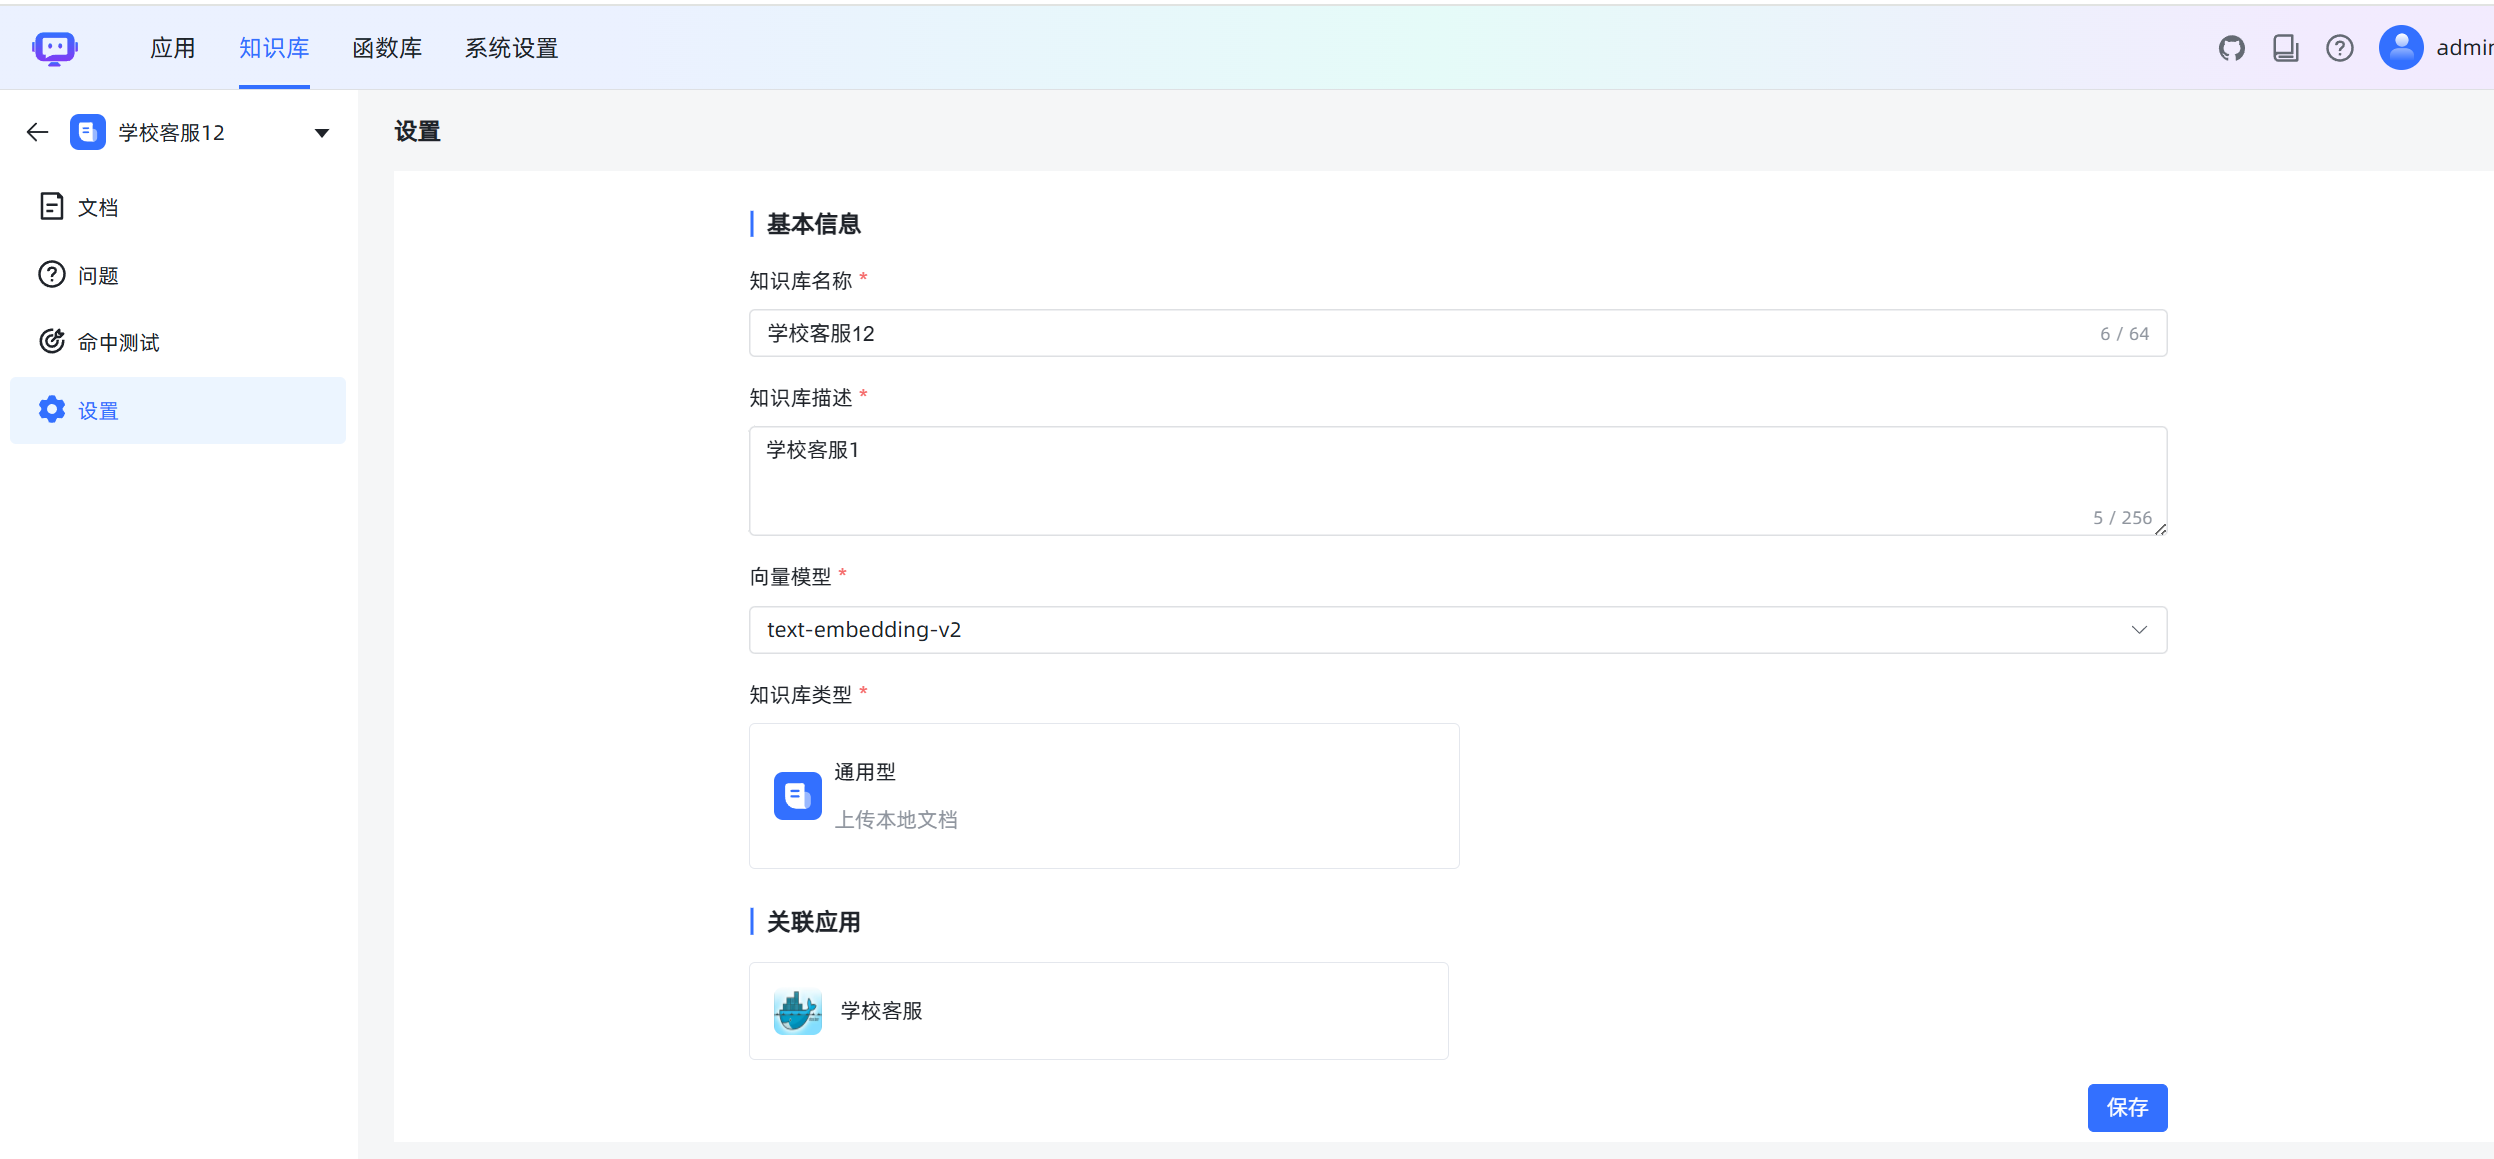 应用 知识库 函数库 系统设置 admin
学校客服12
文档
问题
命中测试
设置
设置
基本信息
知识库名称 *
学校客服12 6 / 64
知识库描述 *
学校客服1
5 / 256
向量模型 *
text-embedding-v2
知识库类型 *
通用型
上传本地文档
关联应用
学校客服
保存